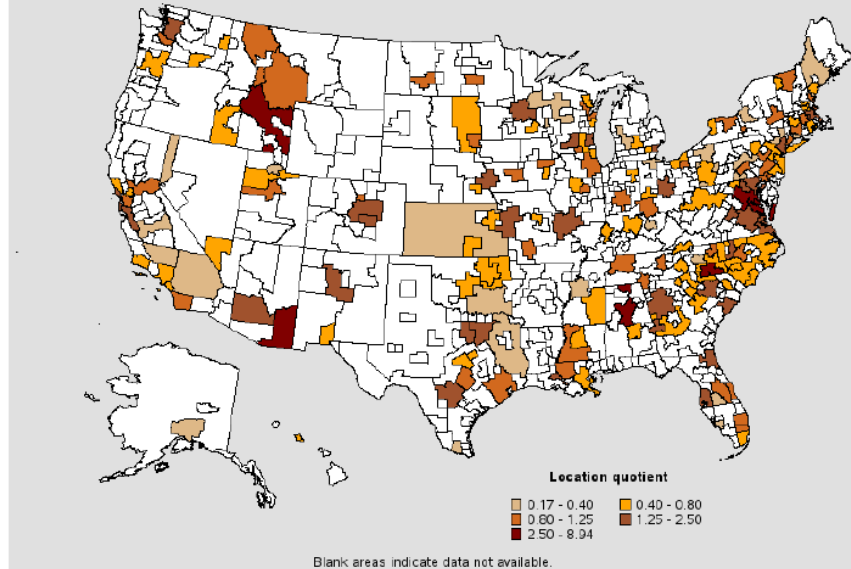 Location quotient
0.17 - 0.40 0.40 - 0.80
0.80 - 1.25 1.25 - 2.50
2.50 - 8.94
Blank areas indicate data not available.